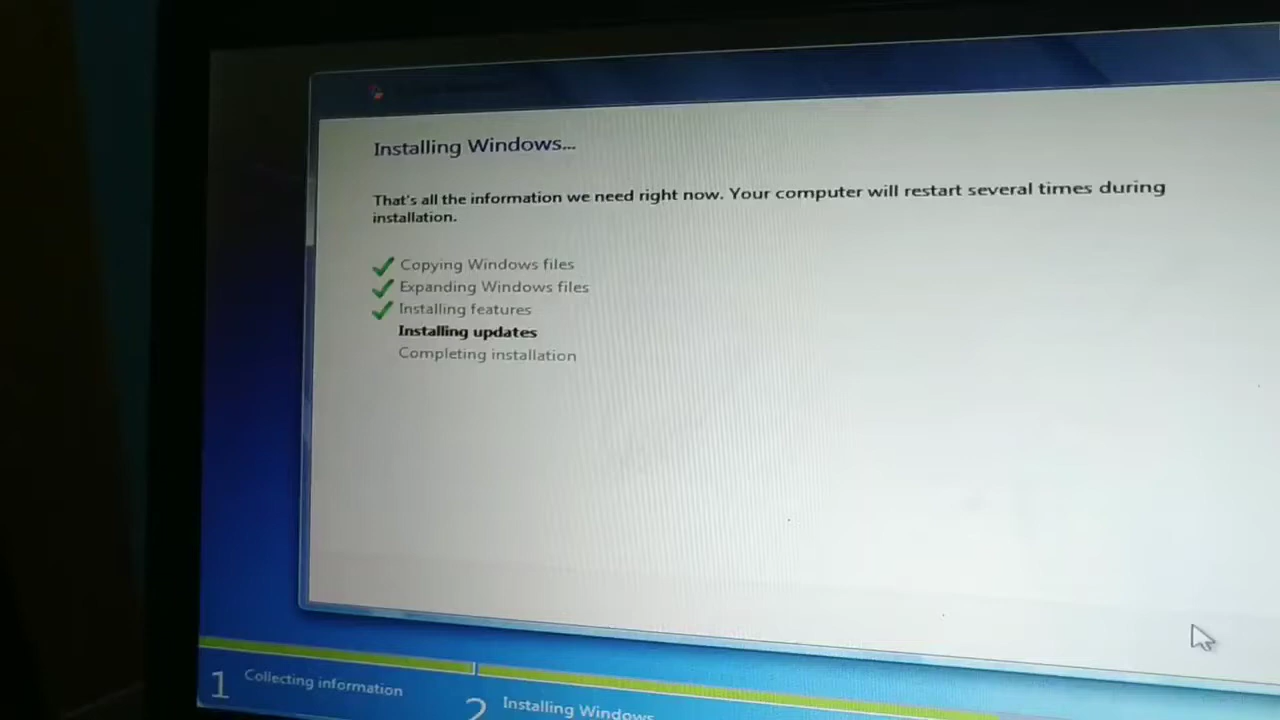 Installing Windows...
That's all the information we need right now. Your computer will restart several times during
installation.
Copying Windows files
Expanding Windows files
Installing features
Installing updates
Completing installation
1 Collecting information
2 Installing Windows